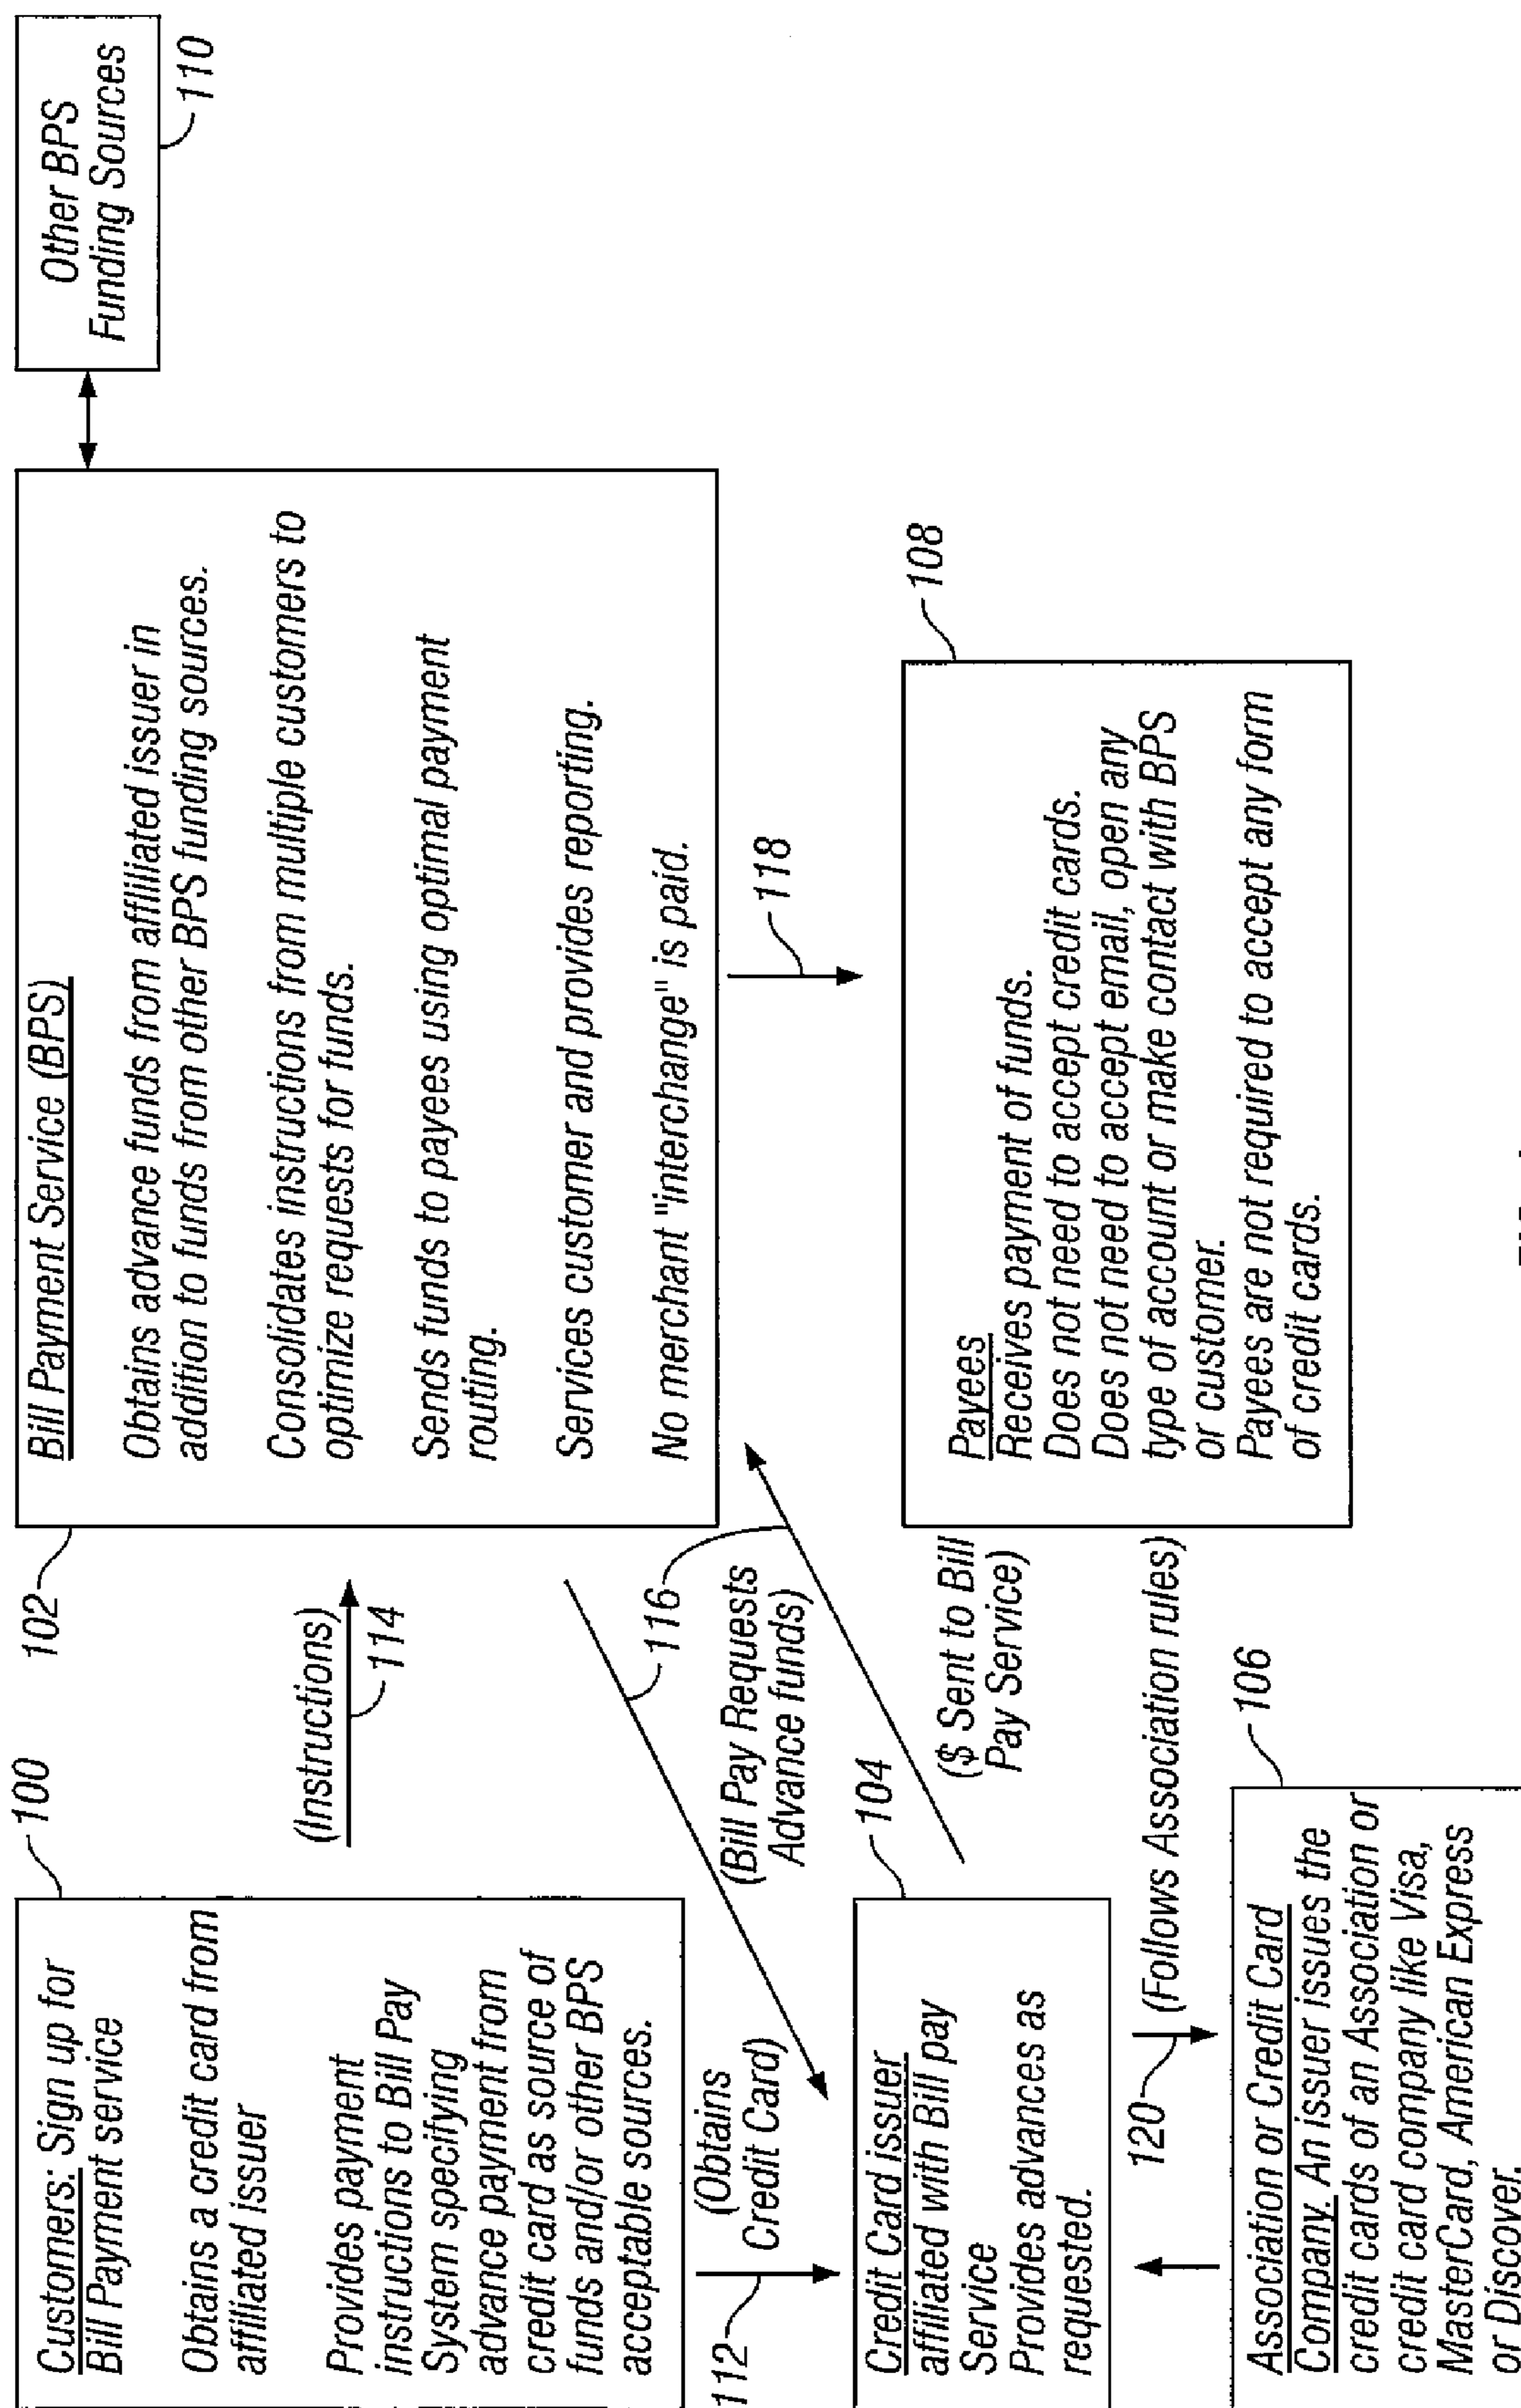 Customers: Sign up for
Bill Payment service
Obtains a credit card from
affiliated issuer
Provides payment
instructions to Bill Pay
System specifying
advance payment from
credit card as source of
funds and/or other BPS
acceptable sources.
100
(Instructions)
114
102
Bill Payment Service (BPS)
Obtains advance funds from affiliated issuer in
addition to funds from other BPS funding sources.
Consolidates instructions from multiple customers to
optimize requests for funds.
Sends funds to payees using optimal payment
routing.
Services customer and provides reporting.
No merchant "interchange" is paid.
Other BPS
Funding Sources
110
112
(Obtains
Credit Card)
116
(Bill Pay Requests
Advance funds)
118
Credit Card issuer
affiliated with Bill pay
Service
Provides advances as
requested.
104
($ Sent to Bill
Pay Service)
Payees
Receives payment of funds.
Does not need to accept credit cards.
Does not need to accept email, open any
type of account or make contact with BPS
or customer.
Payees are not required to accept any form
of credit cards.
108
120
(Follows Association rules)
Association or Credit Card
Company. An issuer issues the
credit cards of an Association or
credit card company like Visa,
MasterCard, American Express
or Discover.
106